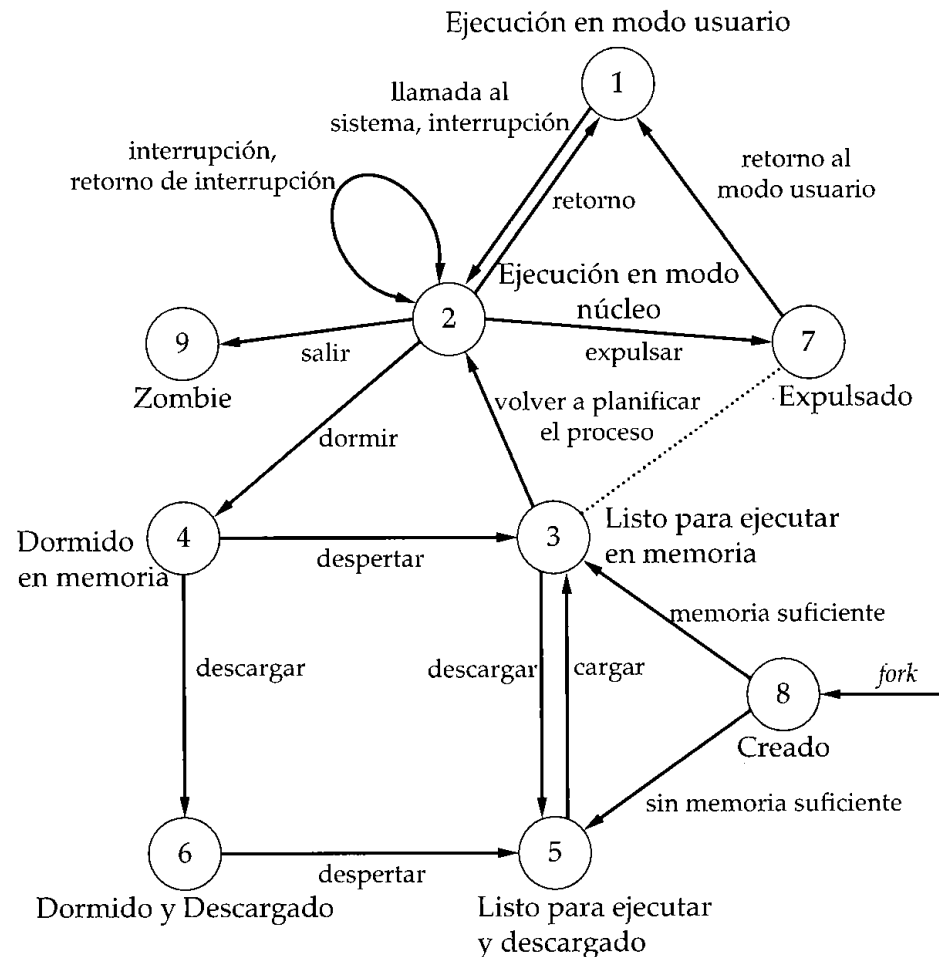 Ejecución en modo usuario
1
llamada al
sistema, interrupción
interrupción,
retorno de interrupción
retorno
retorno al
modo usuario
Ejecución en modo
núcleo
2
9
salir
Zombie
expulsar
7
Expulsado
dormir
volver a planificar
el proceso
4
Dormido
en memoria
despertar
3
Listo para ejecutar
en memoria
memoria suficiente
descargar
descargar
cargar
8
fork
Creado
sin memoria suficiente
6
despertar
5
Dormido y Descargado
Listo para ejecutar
y descargado